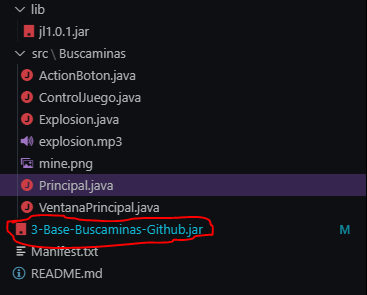 lib
jl1.0.1.jar
src \ Buscaminas
ActionBoton.java
ControlJuego.java
Explosion.java
explosion.mp3
mine.png
Principal.java
VentanaPrincipal.java
3-Base-Buscaminas-Github.jar M
Manifest.txt
README.md